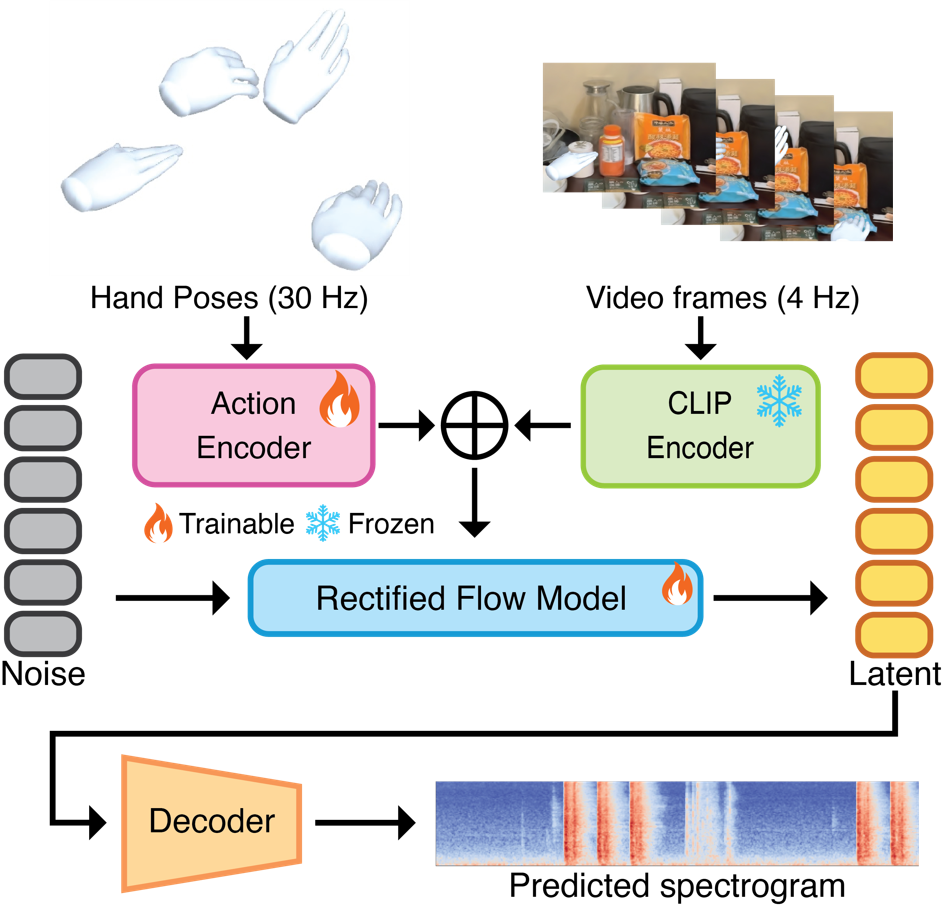 Hand Poses (30 Hz)
Video frames (4 Hz)
Action
Encoder
CLIP
Encoder
Trainable
Frozen
Rectified Flow Model
Noise
Latent
Decoder
Predicted spectrogram